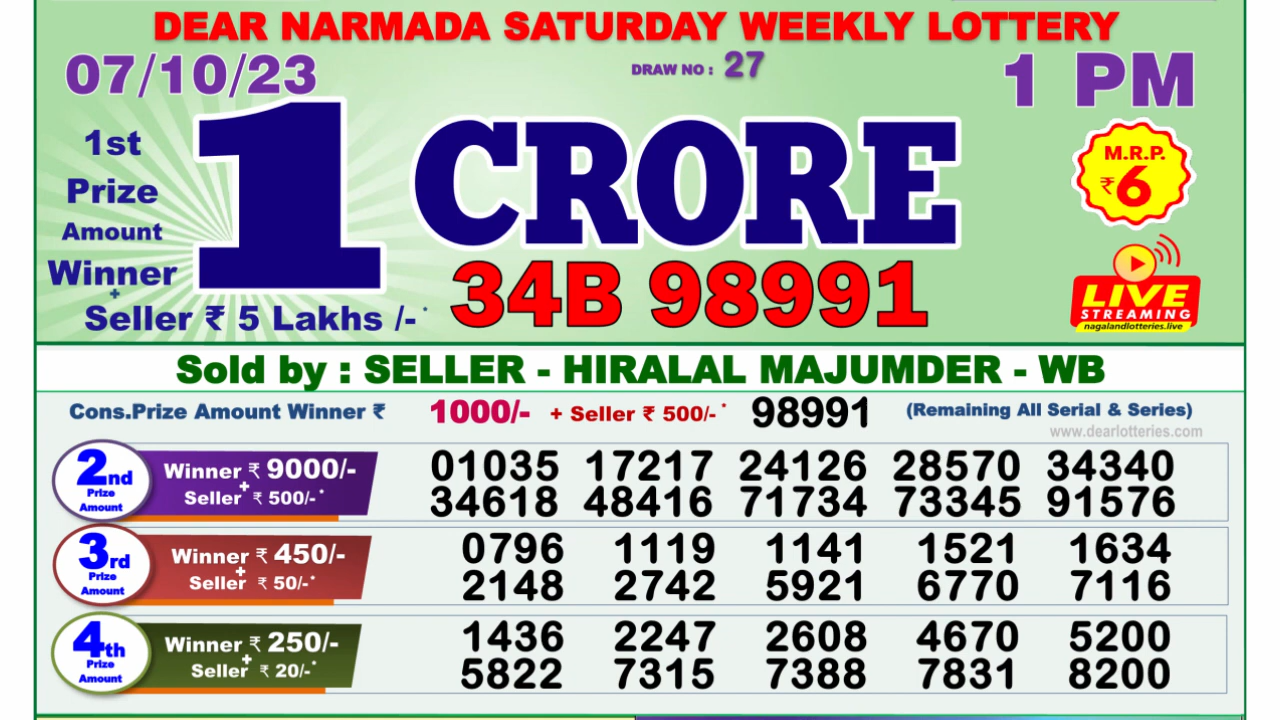 DEAR NARMADA SATURDAY WEEKLY LOTTERY
07/10/23
DRAW NO : 27
1 PM
1st
Prize
Amount
Winner
+
Seller ₹ 5 Lakhs /-*
1 CRORE
34B 98991
M.R.P.
₹6
LIVE
STREAMING
nagalandlotteries.live
Sold by : SELLER - HIRALAL MAJUMDER - WB
Cons.Prize Amount Winner ₹ 1000/- + Seller ₹ 500/-* 98991 (Remaining All Serial & Series)
www.dearlotteries.com
2nd
Prize
Amount
Winner ₹ 9000/-
+
Seller ₹ 500/-*
01035 17217 24126 28570 34340
34618 48416 71734 73345 91576
3rd
Prize
Amount
Winner ₹ 450/-
+
Seller ₹ 50/-*
0796 1119 1141 1521 1634
2148 2742 5921 6770 7116
4th
Prize
Amount
Winner ₹ 250/-
+
Seller ₹ 20/-*
1436 2247 2608 4670 5200
5822 7315 7388 7831 8200